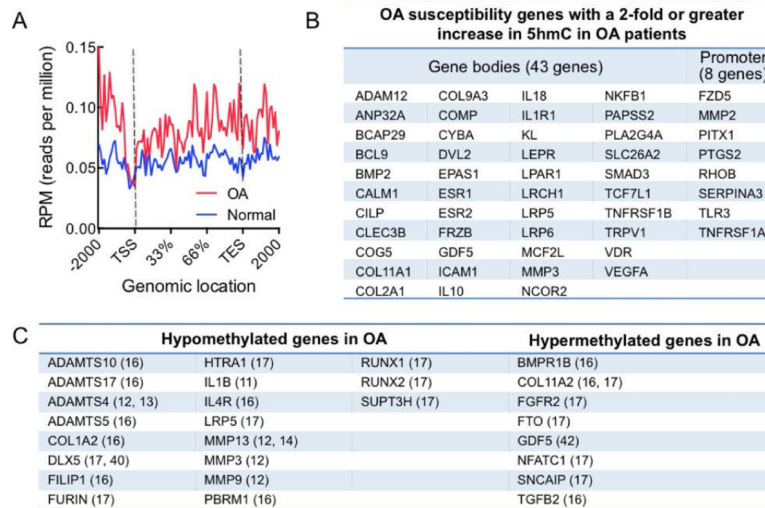 A
RPM (reads per million)
0.15
0.10
0.05
0.00
OA
Normal
-2000
TSS
33%
66%
TES
2000
Genomic location
B
OA susceptibility genes with a 2-fold or greater
increase in 5hmC in OA patients
Gene bodies (43 genes)
Promoter
(8 genes)
ADAM12 COL9A3 IL18 NKFB1 FZD5
ANP32A COMP IL1R1 PAPSS2 MMP2
BCAP29 CYBA KL PLA2G4A PITX1
BCL9 DVL2 LEPR SLC26A2 PTGS2
BMP2 EPAS1 LPAR1 SMAD3 RHOB
CALM1 ESR1 LRCH1 TCF7L1 SERPINA3
CILP ESR2 LRP5 TNFRSF1B TLR3
CLEC3B FRZB LRP6 TRPV1 TNFRSF1A
COG5 GDF5 MCF2L VDR
COL11A1 ICAM1 MMP3 VEGFA
COL2A1 IL10 NCOR2
C
Hypomethylated genes in OA Hypermethylated genes in OA
ADAMTS10 (16) HTRA1 (17) RUNX1 (17) BMPR1B (16)
ADAMTS17 (16) IL1B (11) RUNX2 (17) COL11A2 (16, 17)
ADAMTS4 (12, 13) IL4R (16) SUPT3H (17) FGFR2 (17)
ADAMTS5 (16) LRP5 (17) FTO (17)
COL1A2 (16) MMP13 (12, 14) GDF5 (42)
DLX5 (17, 40) MMP3 (12) NFATC1 (17)
FILIP1 (16) MMP9 (12) SNCAIP (17)
FURIN (17) PBRM1 (16) TGFB2 (16)